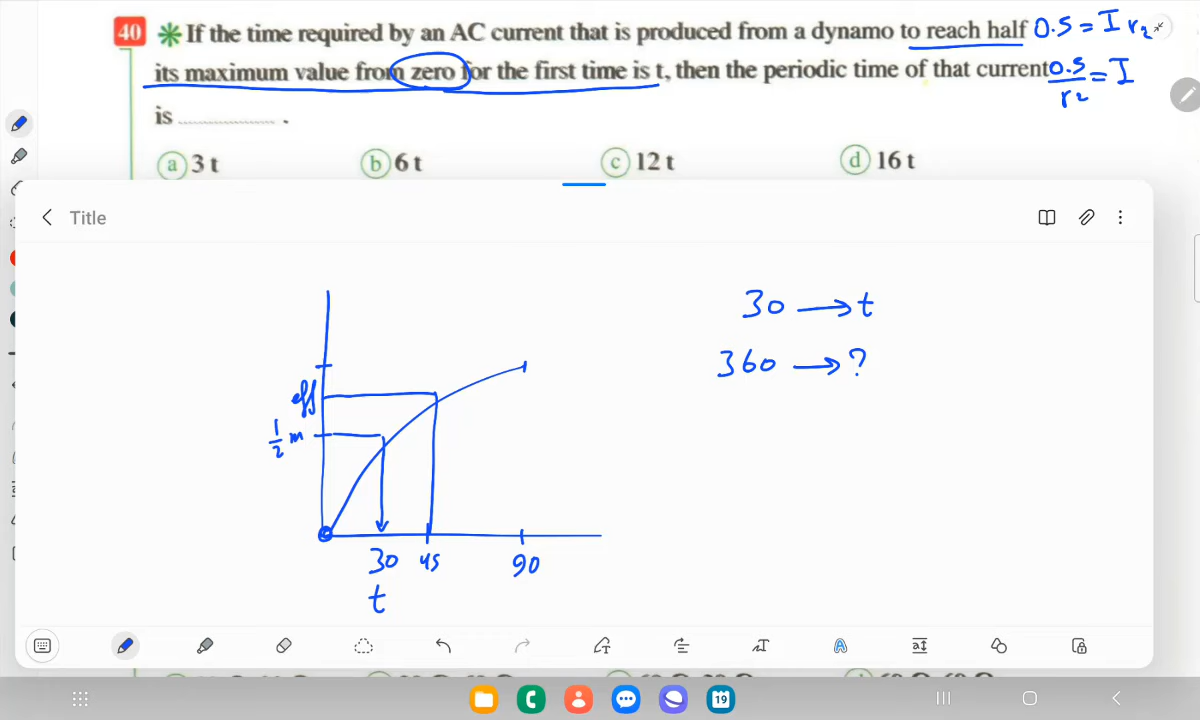 40 ✳ If the time required by an AC current that is produced from a dynamo to reach half 0.5 = I r₂
its maximum value from zero for the first time is t, then the periodic time of that current 0.5/r₂ = I
is ................ .
a 3 t b 6 t c 12 t d 16 t
Title
30 → t
360 → ?
eff
1/2 m
30 45 90
t
19